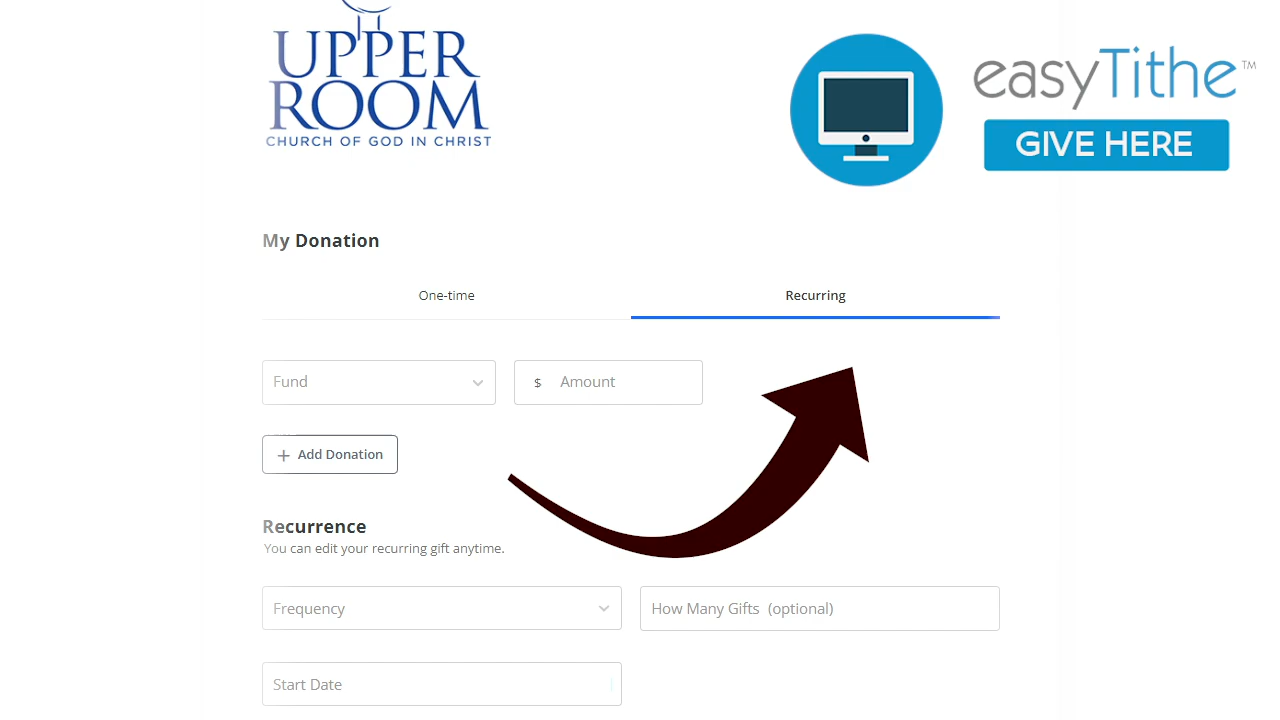 UPPER
ROOM
CHURCH OF GOD IN CHRIST
easyTithe™
GIVE HERE
My Donation
One-time
Recurring
Fund
$ Amount
+ Add Donation
Recurrence
You can edit your recurring gift anytime.
Frequency
How Many Gifts (optional)
Start Date